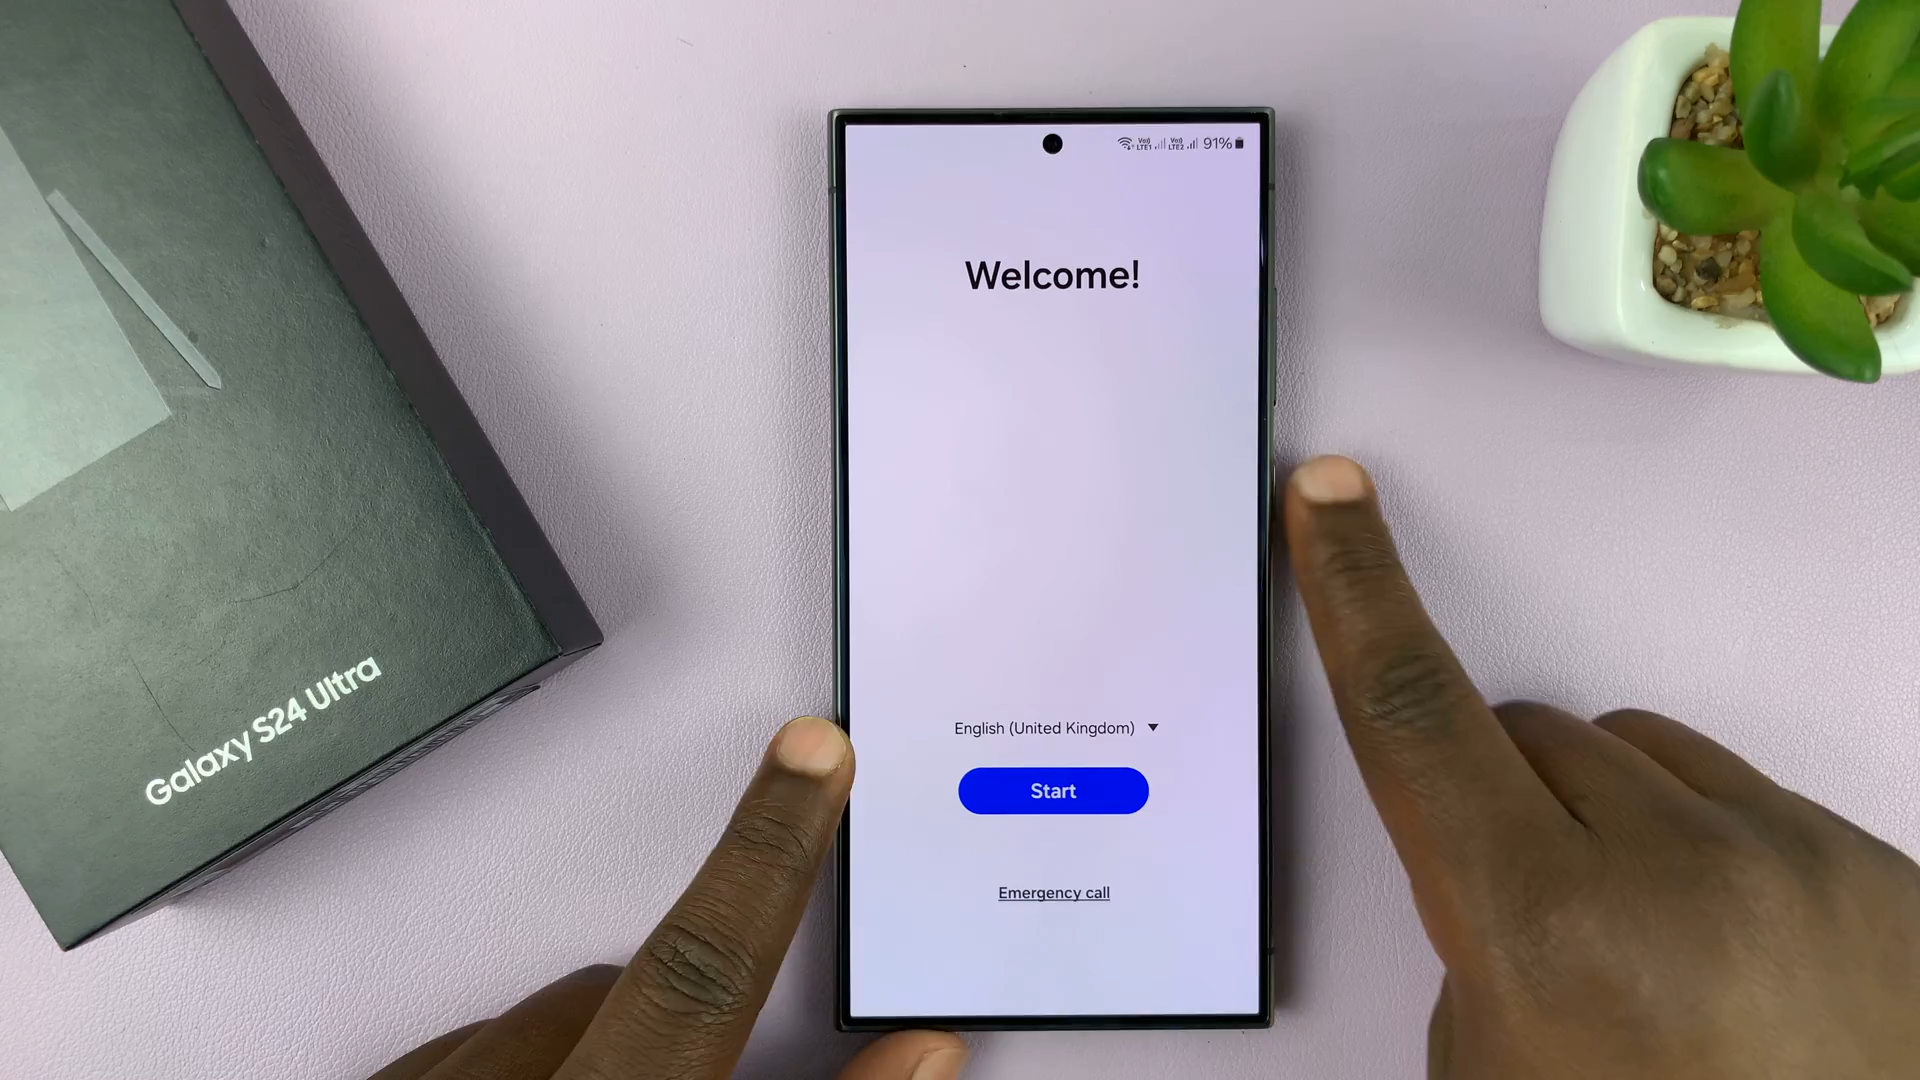 91%
Welcome!
English (United Kingdom)
Start
Emergency call
Galaxy S24 Ultra